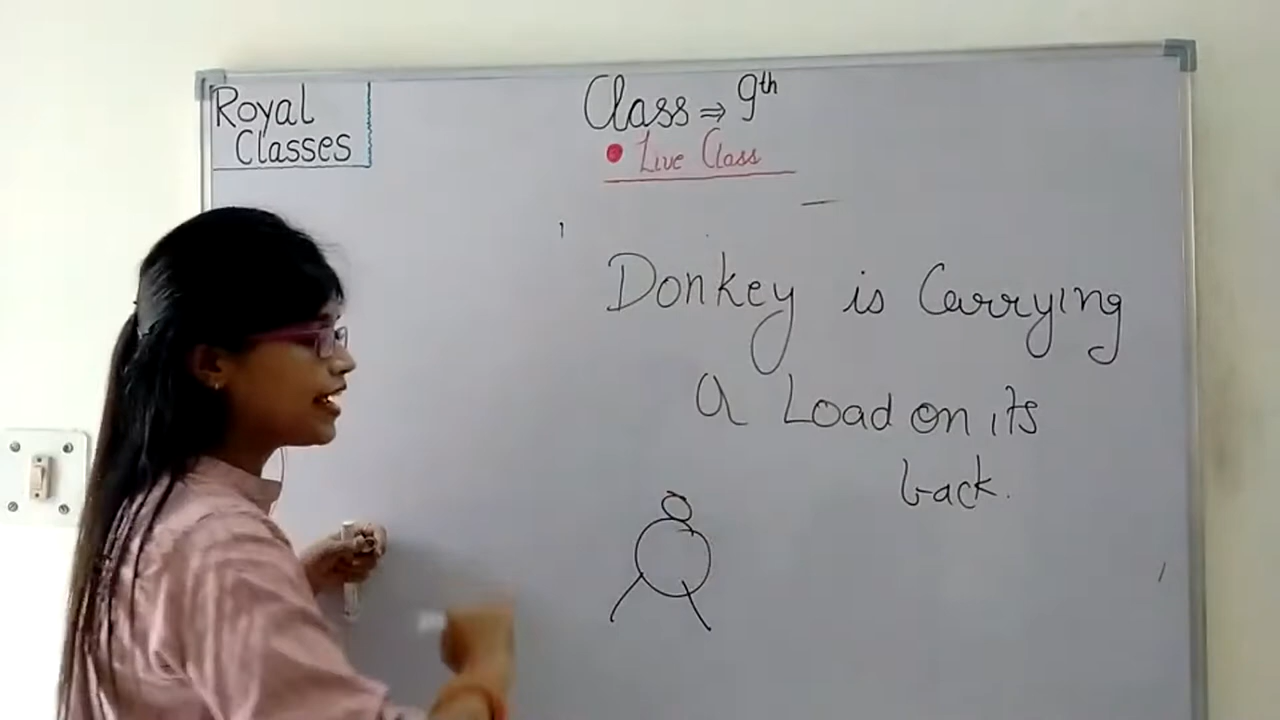 Royal
Classes
Class ⇒ 9th
• Live Class
Donkey is Carrying
a Load on its
back.